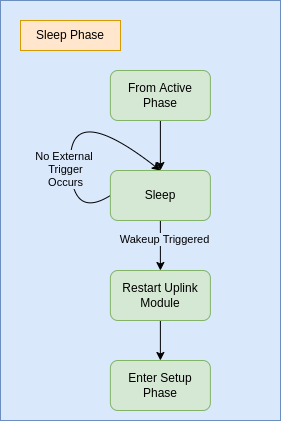 Sleep Phase
From Active
Phase
No External
Trigger
Occurs
Sleep
Wakeup Triggered
Restart Uplink
Module
Enter Setup
Phase